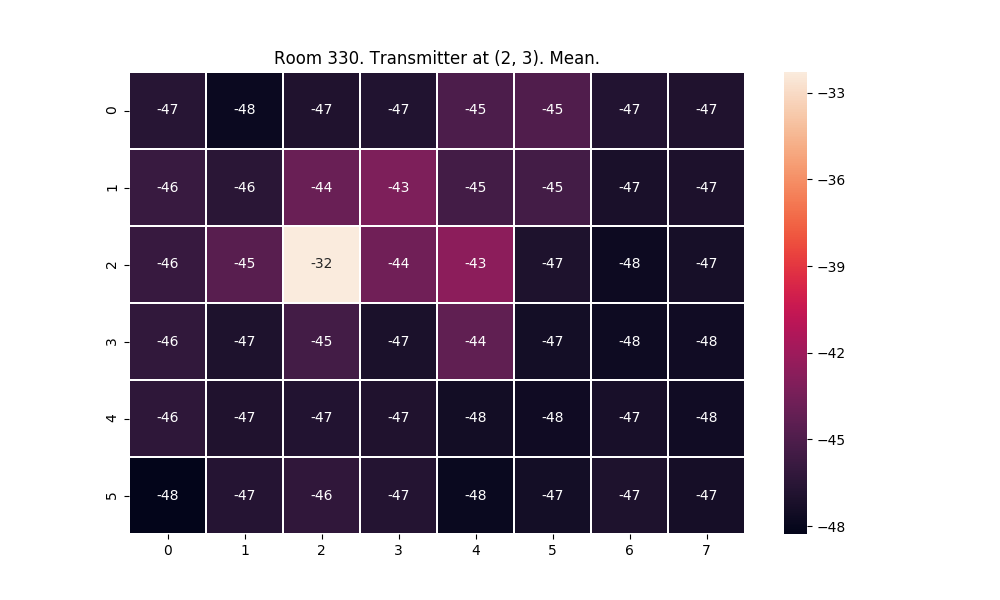 Room 330. Transmitter at (2, 3). Mean.
0 -47 -48 -47 -47 -45 -45 -47 -47
1 -46 -46 -44 -43 -45 -45 -47 -47
2 -46 -45 -32 -44 -43 -47 -48 -47
3 -46 -47 -45 -47 -44 -47 -48 -48
4 -46 -47 -47 -47 -48 -48 -47 -48
5 -48 -47 -46 -47 -48 -47 -47 -47
0 1 2 3 4 5 6 7
−33
−36
−39
−42
−45
−48